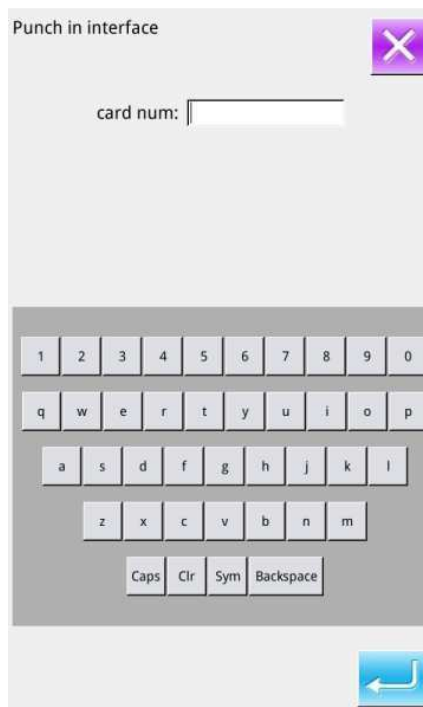 Punch in interface
card num:
1 2 3 4 5 6 7 8 9 0
q w e r t y u i o p
a s d f g h j k l
z x c v b n m
Caps Clr Sym Backspace